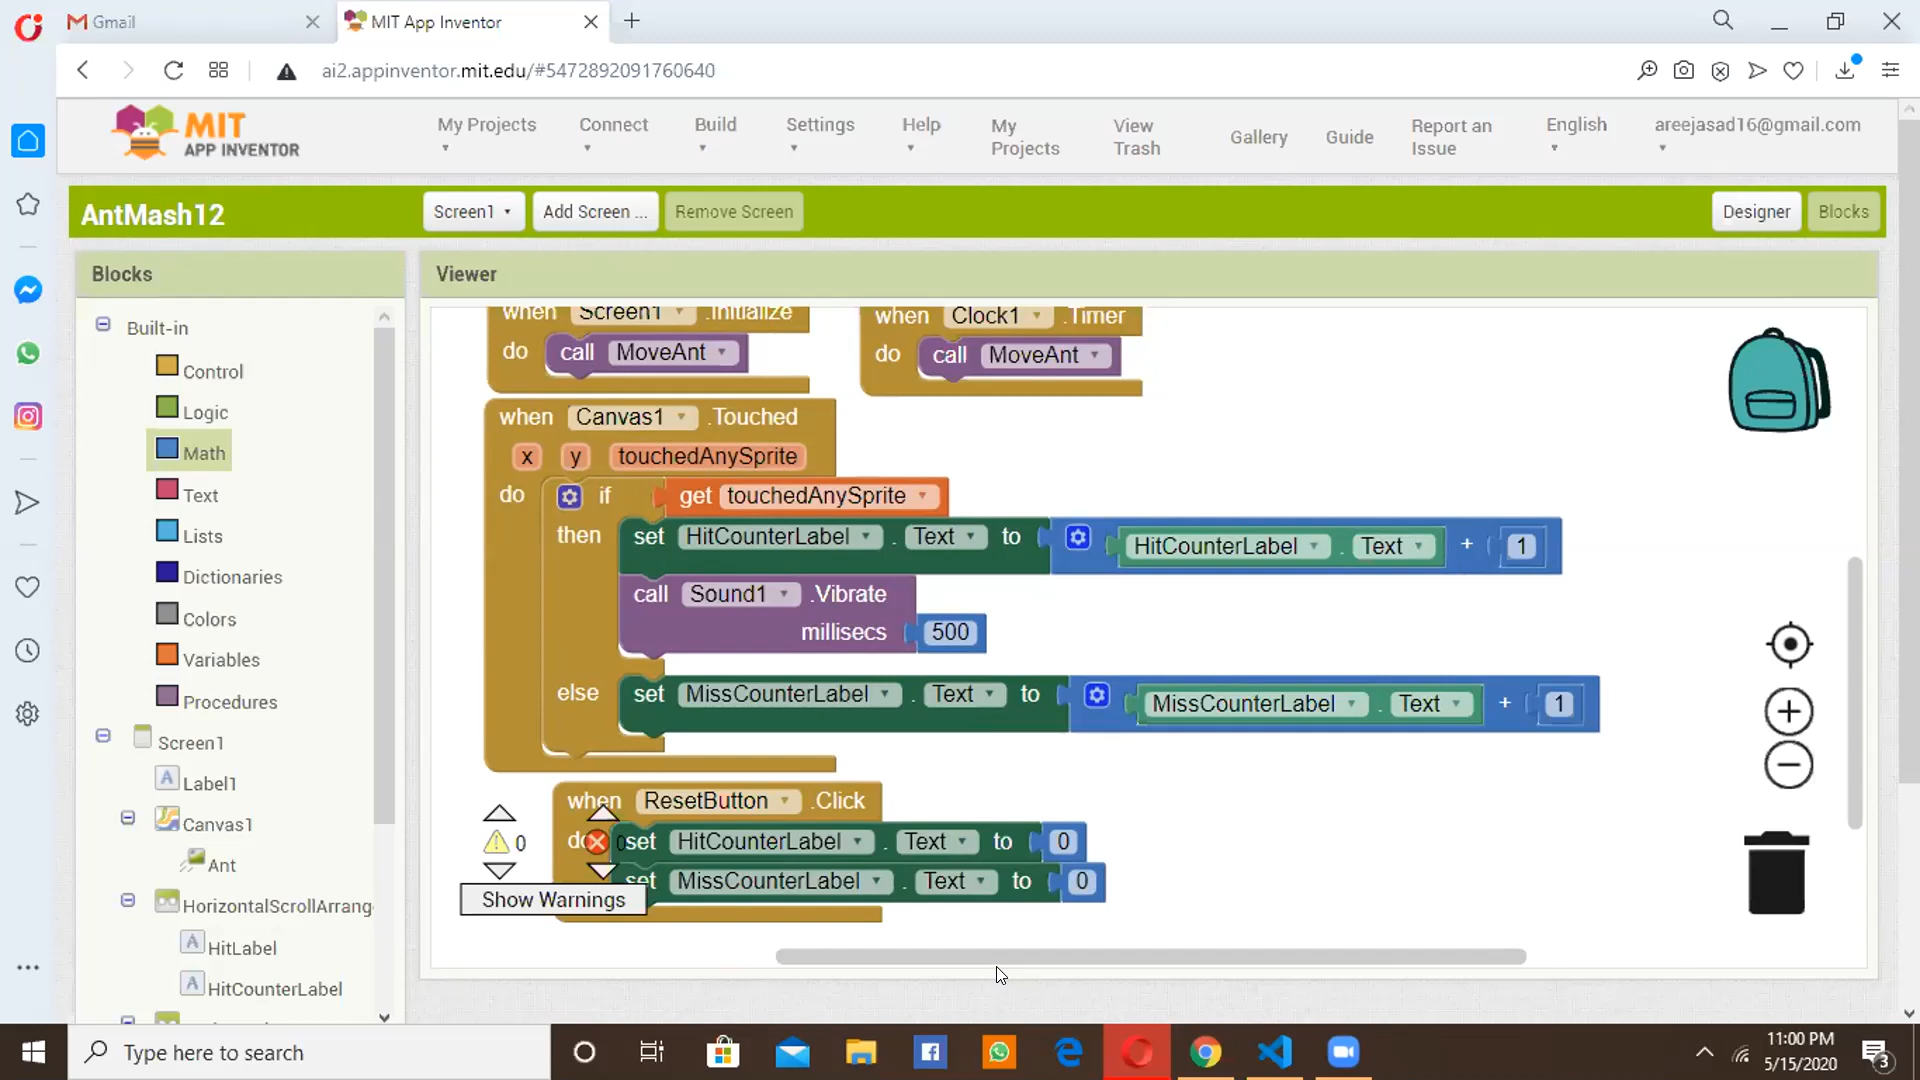 Gmail
MIT App Inventor
ai2.appinventor.mit.edu/#5472892091760640
MIT
APP INVENTOR
My Projects
Connect
Build
Settings
Help
My Projects
View Trash
Gallery
Guide
Report an Issue
English
areejasad16@gmail.com
AntMash12
Screen1
Add Screen ...
Remove Screen
Designer
Blocks
Blocks
Viewer
Built-in
Control
Logic
Math
Text
Lists
Dictionaries
Colors
Variables
Procedures
Screen1
Label1
Canvas1
Ant
HorizontalScrollArrang
HitLabel
HitCounterLabel
when Screen1 .Initialize
do call MoveAnt
when Clock1 .Timer
do call MoveAnt
when Canvas1 .Touched
x y touchedAnySprite
do if get touchedAnySprite
then set HitCounterLabel . Text to HitCounterLabel . Text + 1
call Sound1 .Vibrate
millisecs 500
else set MissCounterLabel . Text to MissCounterLabel . Text + 1
when ResetButton .Click
do set HitCounterLabel . Text to 0
set MissCounterLabel . Text to 0
0
0
Show Warnings
Type here to search
11:00 PM
5/15/2020
3